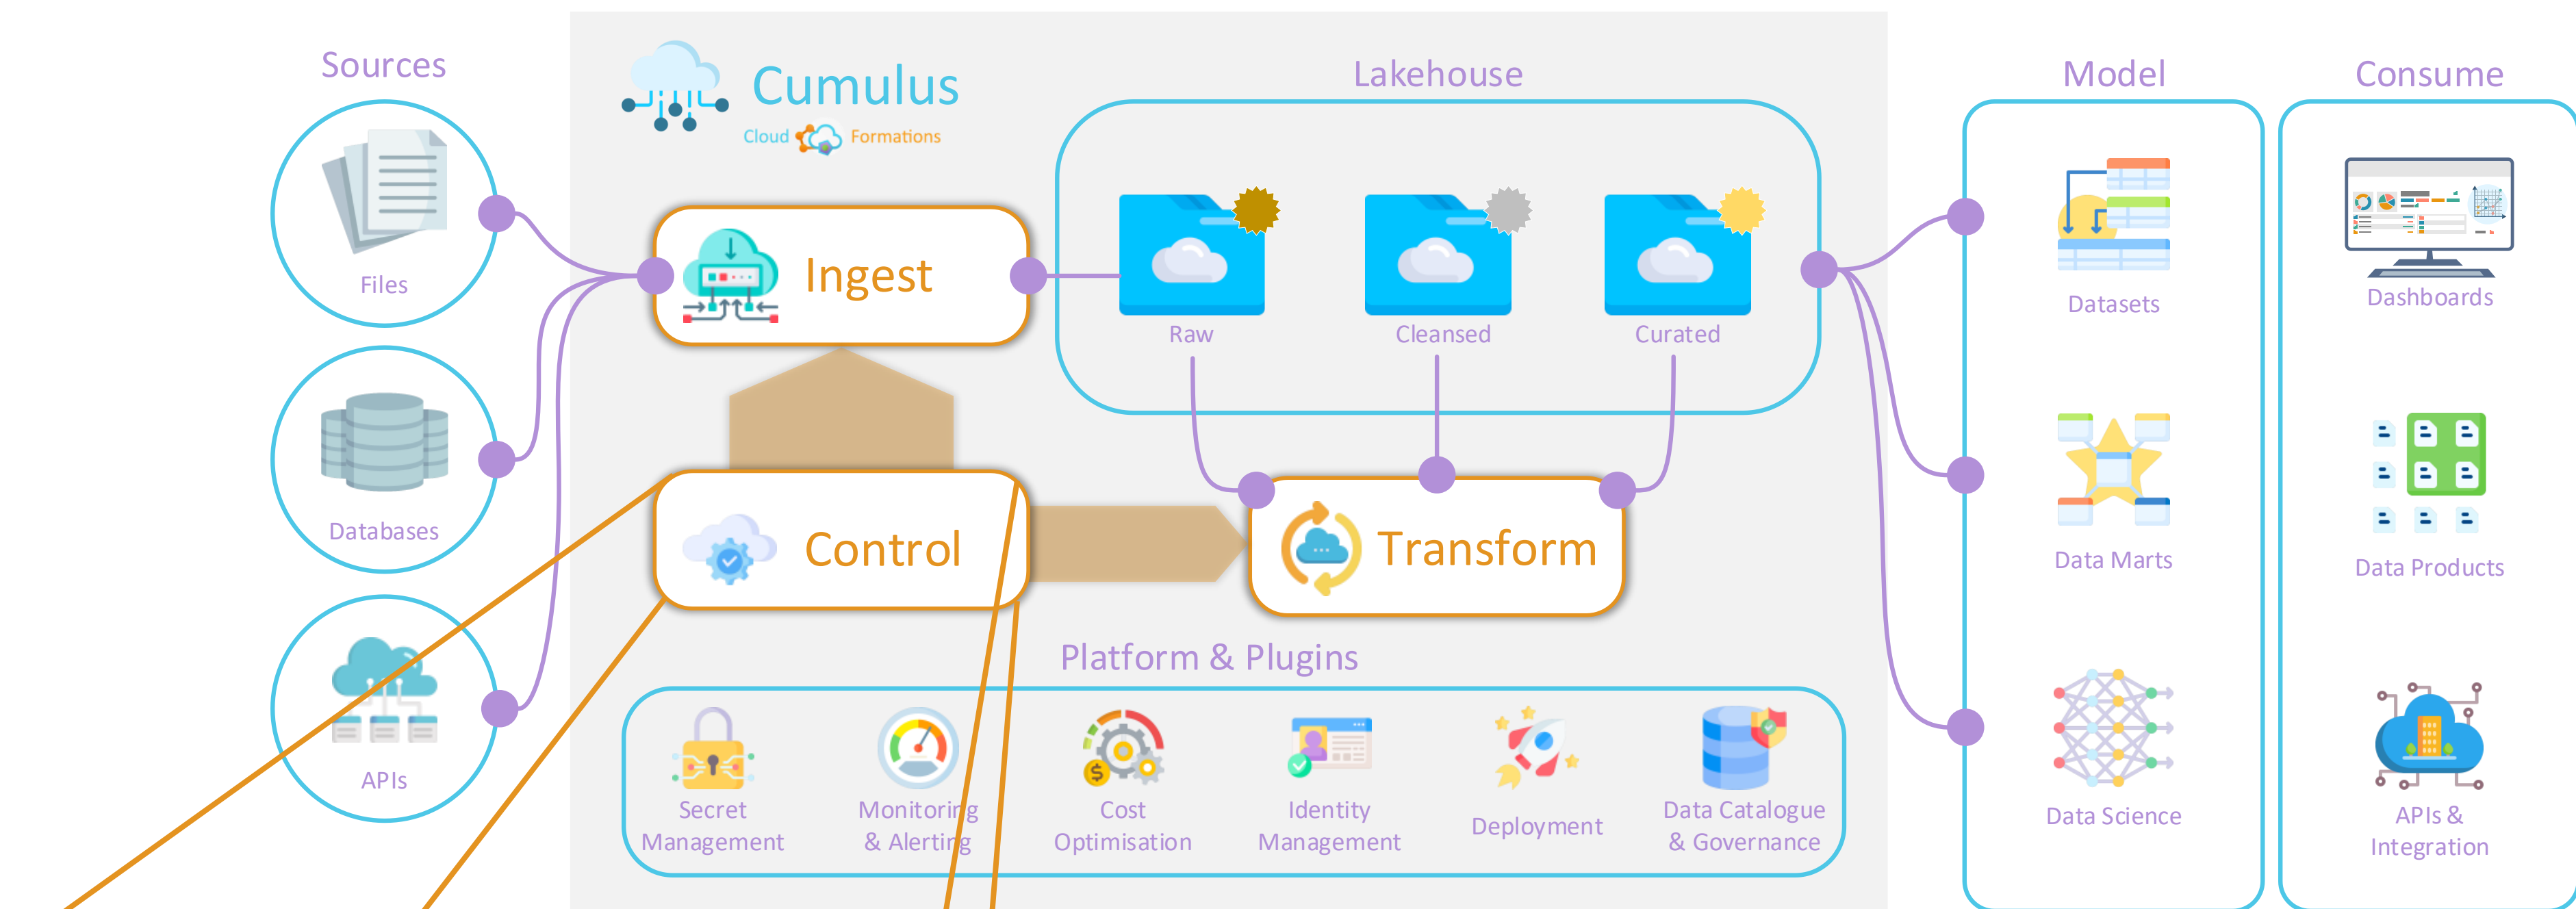 Sources
Files
Databases
APIs
Cumulus
Cloud Formations
Ingest
Control
Transform
Lakehouse
Raw
Cleansed
Curated
Platform & Plugins
Secret
Management
Monitoring
& Alerting
Cost
Optimisation
Identity
Management
Deployment
Data Catalogue
& Governance
Model
Datasets
Data Marts
Data Science
Consume
Dashboards
Data Products
APIs &
Integration